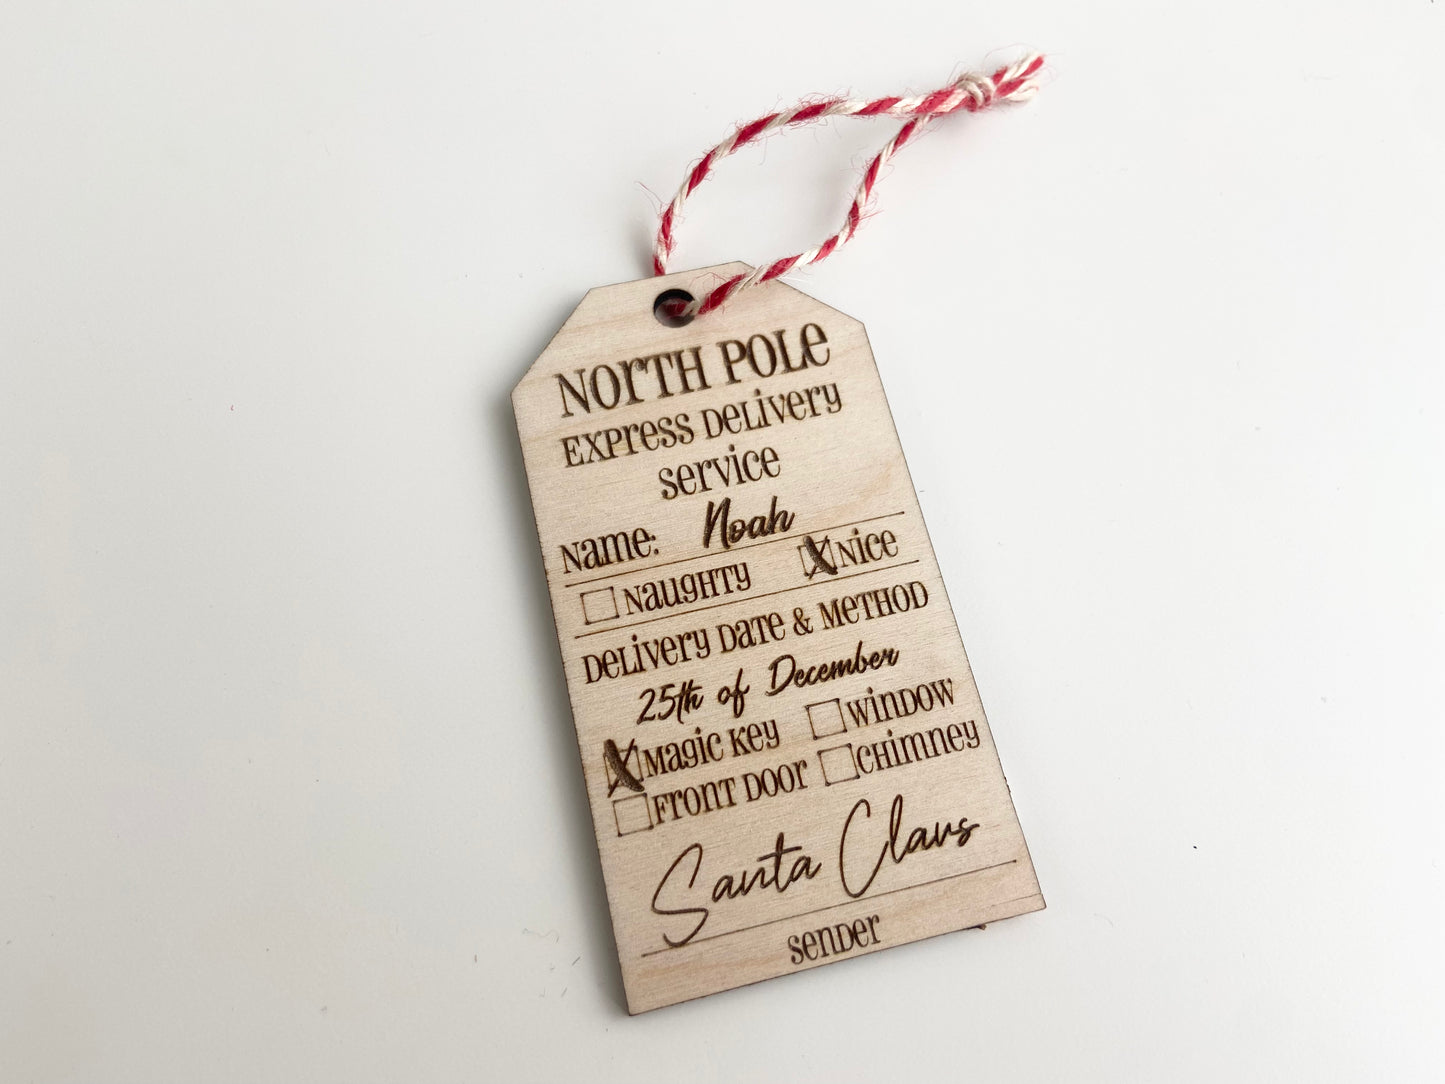 NORTH POLE
EXPRESS DELIVERY
SERVICE
NAME: Noah
NAUGHTY NICE
DELIVERY DATE & METHOD
25th of December
MAGIC KEY WINDOW
FRONT DOOR CHIMNEY
Santa Claus
SENDER